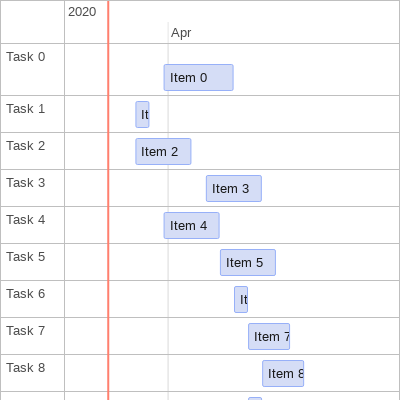 2020
Apr
Task 0
Item 0
Task 1
It
Task 2
Item 2
Task 3
Item 3
Task 4
Item 4
Task 5
Item 5
Task 6
It
Task 7
Item 7
Task 8
Item 8